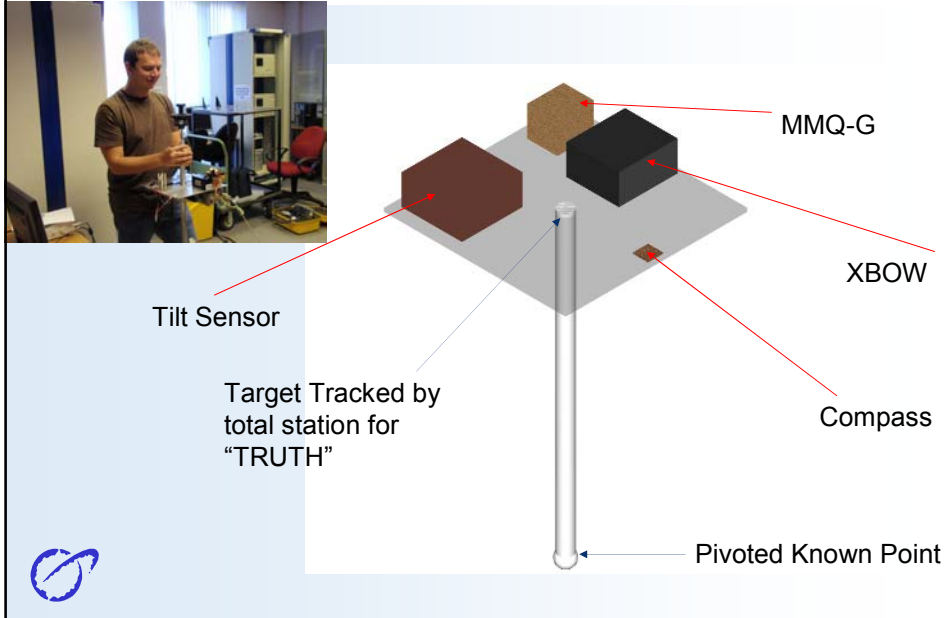 MMQ-G
XBOW
Tilt Sensor
Target Tracked by
total station for
“TRUTH”
Compass
Pivoted Known Point